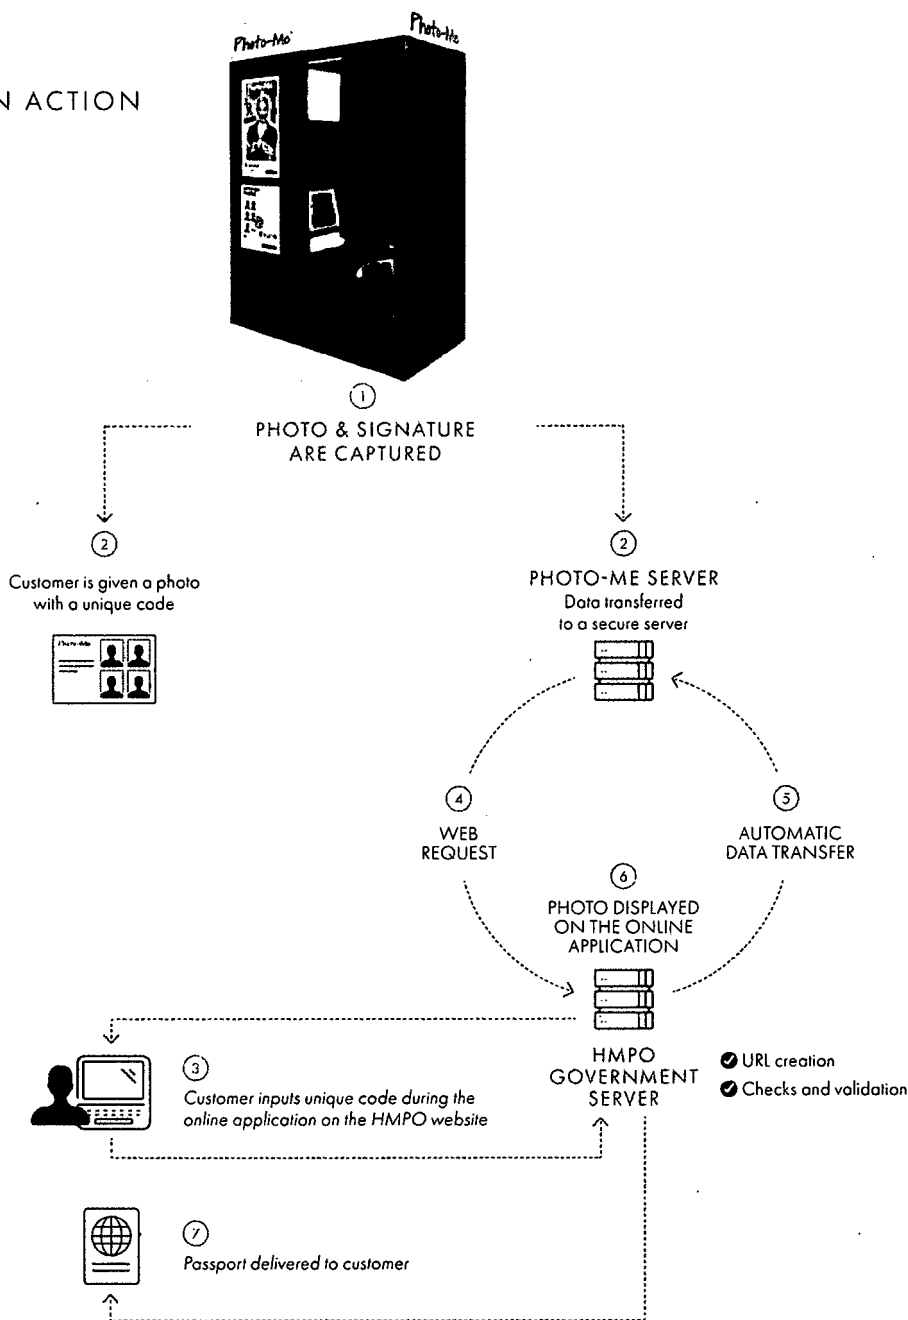 Photo-Me
Photo-Me
N ACTION
1
PHOTO & SIGNATURE
ARE CAPTURED
2
Customer is given a photo
with a unique code
Photo-Me
2
PHOTO-ME SERVER
Data transferred
to a secure server
4
WEB
REQUEST
5
AUTOMATIC
DATA TRANSFER
6
PHOTO DISPLAYED
ON THE ONLINE
APPLICATION
HMPO
GOVERNMENT
SERVER
URL creation
Checks and validation
3
Customer inputs unique code during the
online application on the HMPO website
7
Passport delivered to customer